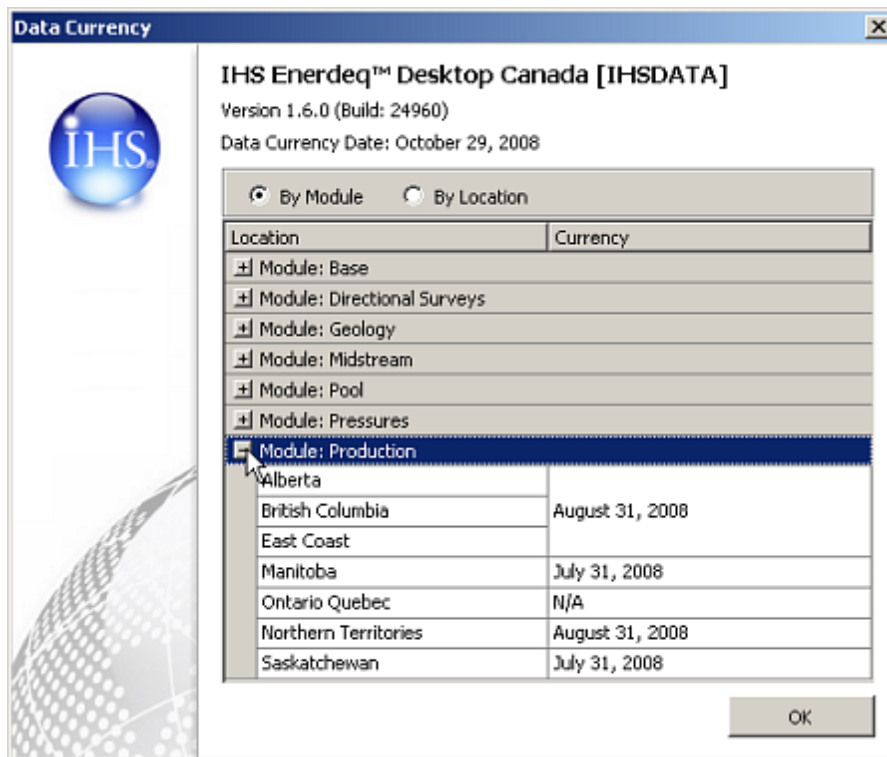 Data Currency
IHS Enerdeq™ Desktop Canada [IHSDATA]
Version 1.6.0 (Build: 24960)
Data Currency Date: October 29, 2008
IHS®
By Module By Location
Location Currency
Module: Base
Module: Directional Surveys
Module: Geology
Module: Midstream
Module: Pool
Module: Pressures
Module: Production
Alberta
British Columbia August 31, 2008
East Coast
Manitoba July 31, 2008
Ontario Quebec N/A
Northern Territories August 31, 2008
Saskatchewan July 31, 2008
OK